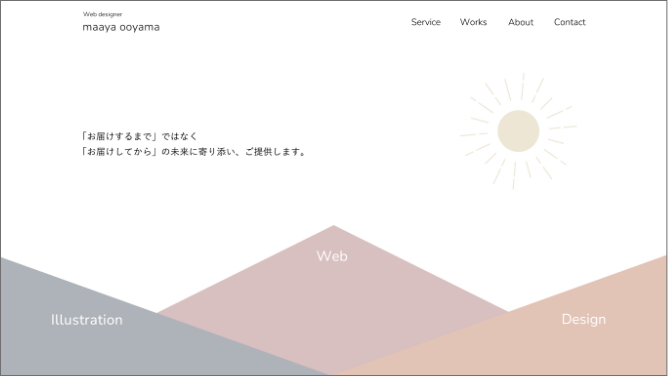 Web designer
maaya ooyama
Service Works About Contact
「お届けするまで」ではなく
「お届けしてから」の未来に寄り添い、ご提供します。
Web
Illustration
Design